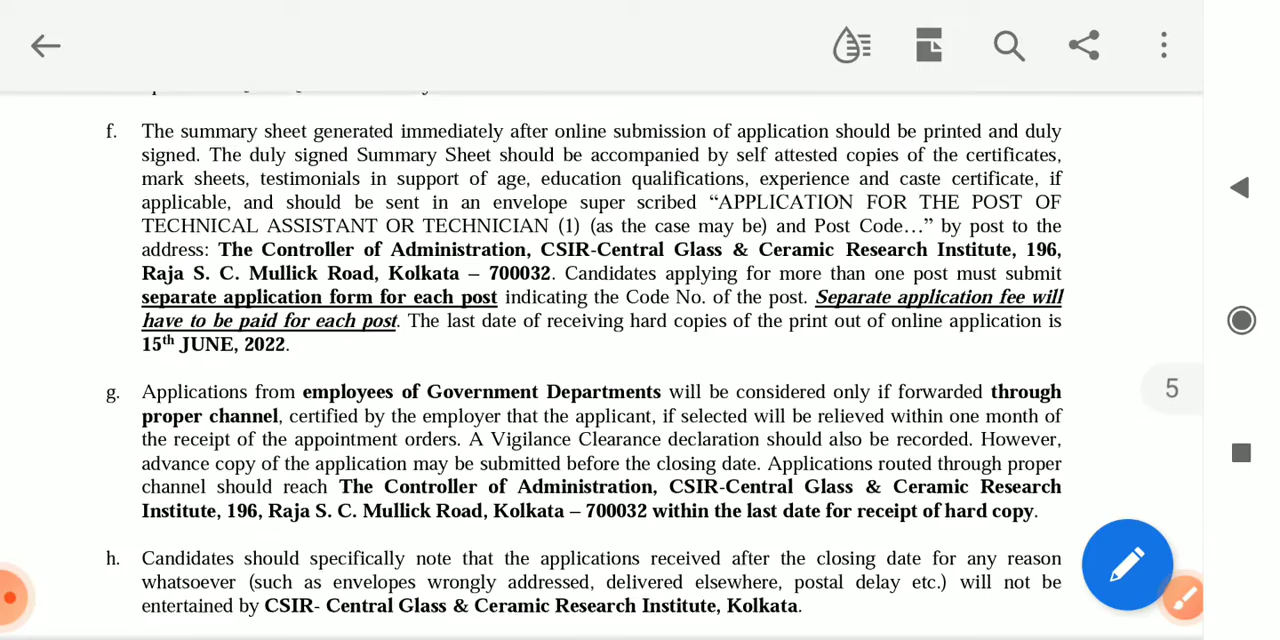 f. The summary sheet generated immediately after online submission of application should be printed and duly
signed. The duly signed Summary Sheet should be accompanied by self attested copies of the certificates,
mark sheets, testimonials in support of age, education qualifications, experience and caste certificate, if
applicable, and should be sent in an envelope super scribed “APPLICATION FOR THE POST OF
TECHNICAL ASSISTANT OR TECHNICIAN (1) (as the case may be) and Post Code…” by post to the
address: The Controller of Administration, CSIR-Central Glass & Ceramic Research Institute, 196,
Raja S. C. Mullick Road, Kolkata – 700032. Candidates applying for more than one post must submit
separate application form for each post indicating the Code No. of the post. Separate application fee will
have to be paid for each post. The last date of receiving hard copies of the print out of online application is
15th JUNE, 2022.
g. Applications from employees of Government Departments will be considered only if forwarded through
proper channel, certified by the employer that the applicant, if selected will be relieved within one month of
the receipt of the appointment orders. A Vigilance Clearance declaration should also be recorded. However,
advance copy of the application may be submitted before the closing date. Applications routed through proper
channel should reach The Controller of Administration, CSIR-Central Glass & Ceramic Research
Institute, 196, Raja S. C. Mullick Road, Kolkata – 700032 within the last date for receipt of hard copy.
5
h. Candidates should specifically note that the applications received after the closing date for any reason
whatsoever (such as envelopes wrongly addressed, delivered elsewhere, postal delay etc.) will not be
entertained by CSIR- Central Glass & Ceramic Research Institute, Kolkata.